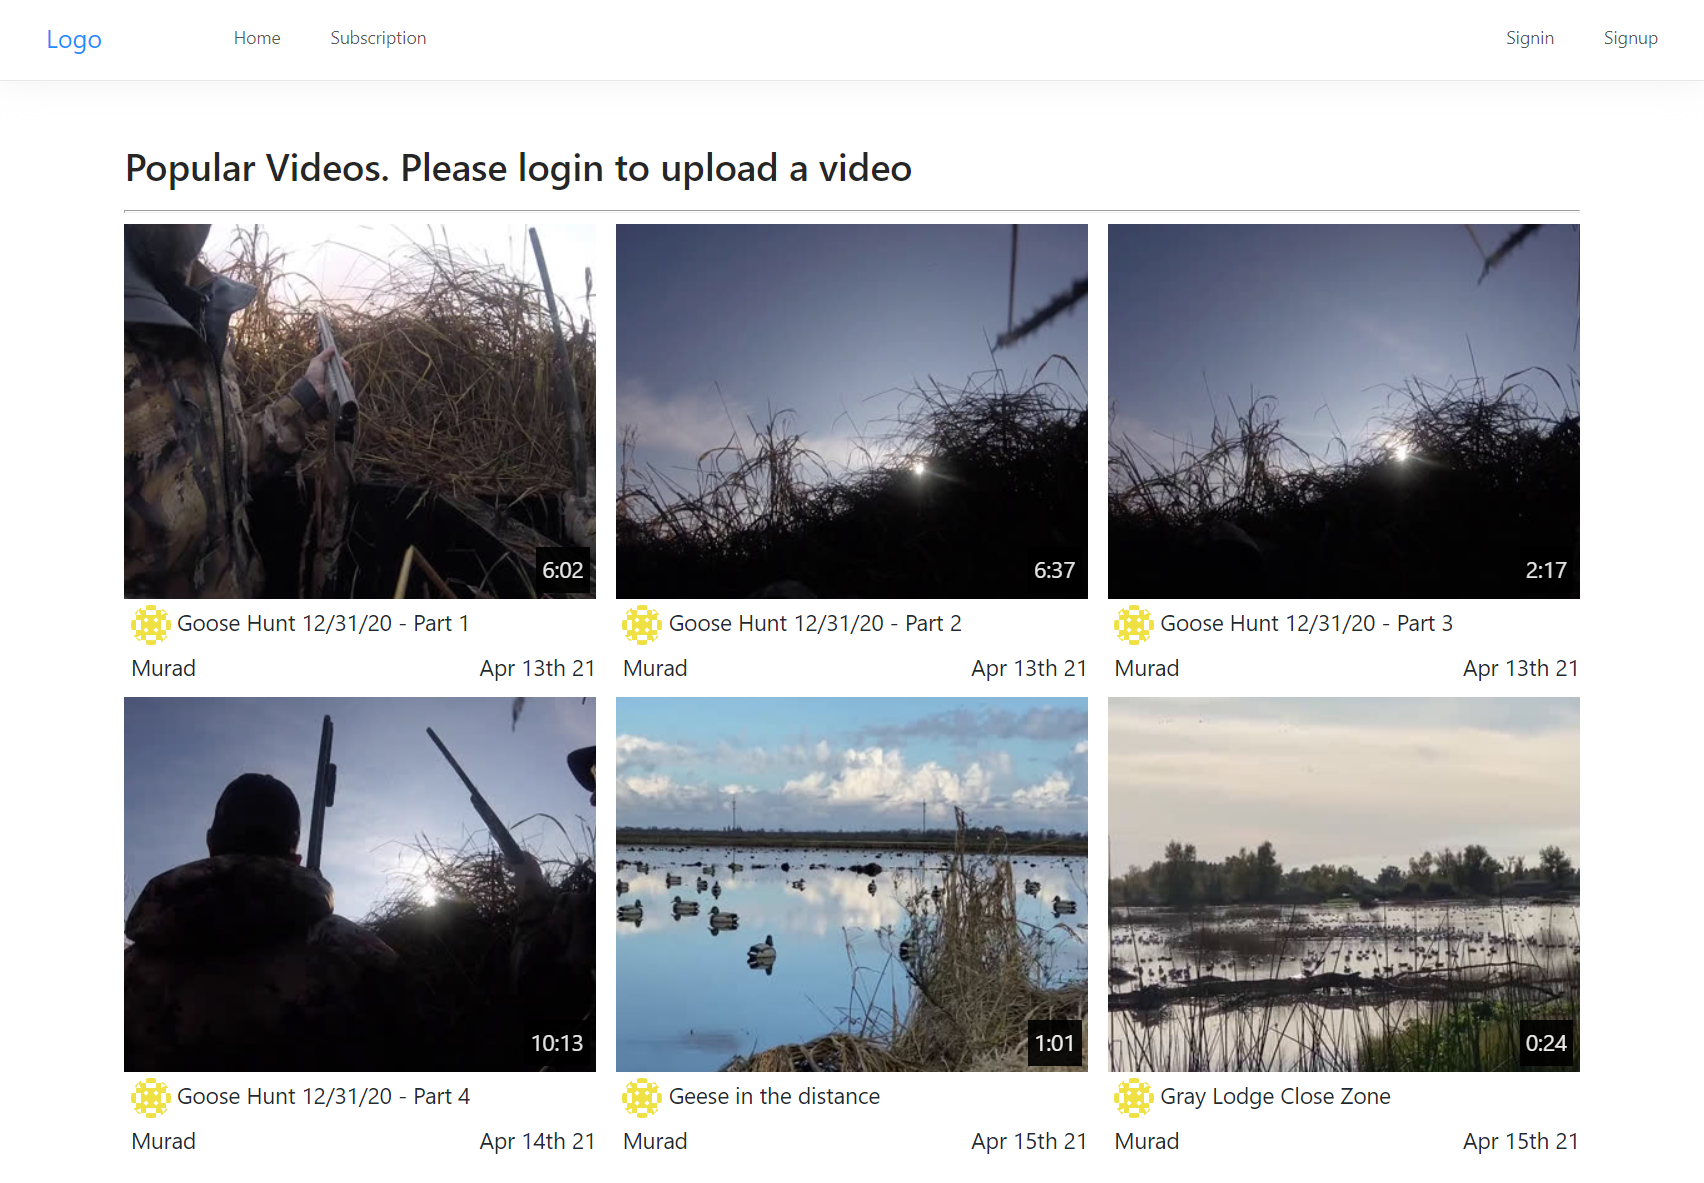 Logo Home Subscription Signin Signup
Popular Videos. Please login to upload a video
6:02 6:37 2:17
Goose Hunt 12/31/20 - Part 1 Goose Hunt 12/31/20 - Part 2 Goose Hunt 12/31/20 - Part 3
Murad Apr 13th 21 Murad Apr 13th 21 Murad Apr 13th 21
10:13 1:01 0:24
Goose Hunt 12/31/20 - Part 4 Geese in the distance Gray Lodge Close Zone
Murad Apr 14th 21 Murad Apr 15th 21 Murad Apr 15th 21